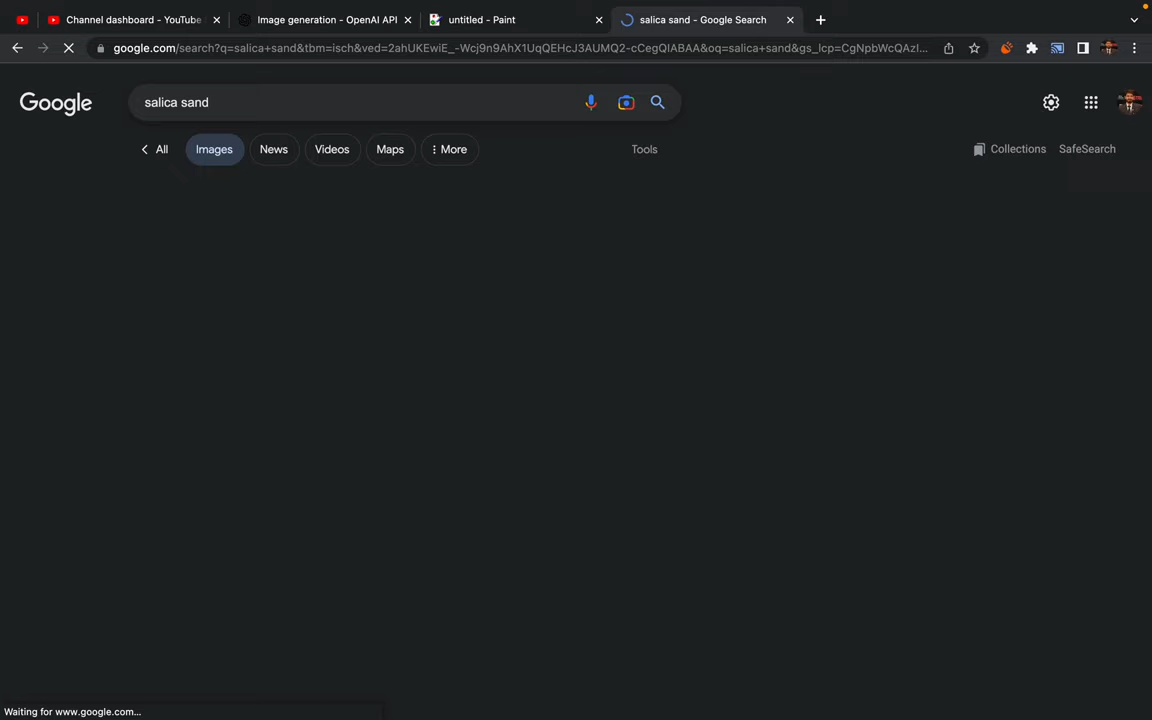 Channel dashboard - YouTube
Image generation - OpenAI API
untitled - Paint
salica sand - Google Search
google.com/search?q=salica+sand&tbm=isch&ved=2ahUKEwiE_-Wcj9n9AhX1UqQEHcJ3AUMQ2-cCegQIABAA&oq=salica+sand&gs_lcp=CgNpbWcQAzI...
Google
salica sand
All
Images
News
Videos
Maps
More
Tools
Collections
SafeSearch
Waiting for www.google.com...